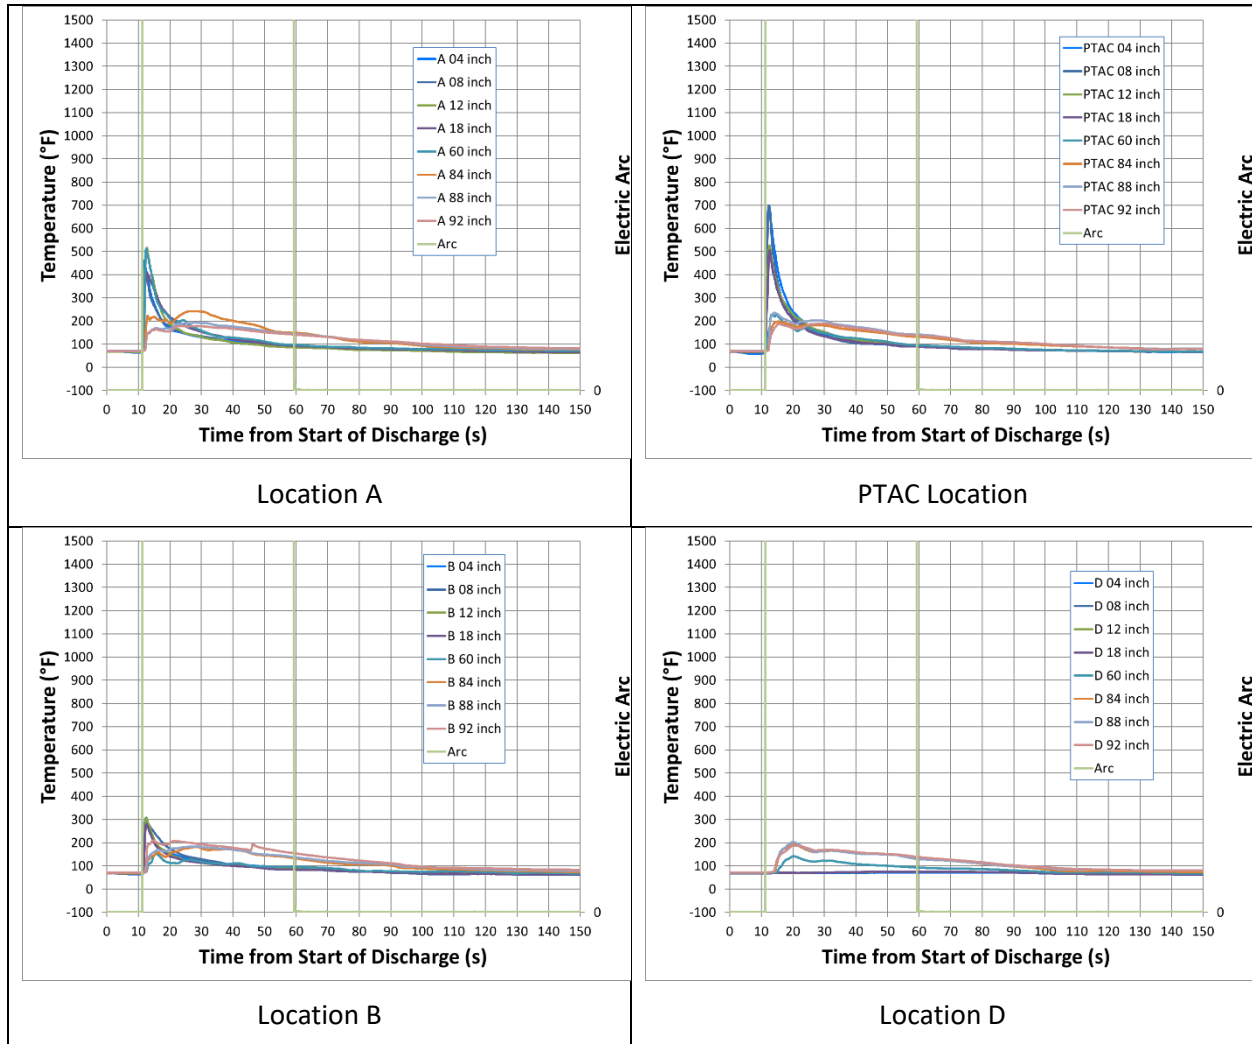 1500
1400
1300
1200
1100
1000
900
800
700
600
500
400
300
200
100
0
-100
Temperature (°F)
A 04 inch
A 08 inch
A 12 inch
A 18 inch
A 60 inch
A 84 inch
A 88 inch
A 92 inch
Arc
Electric Arc
0
0 10 20 30 40 50 60 70 80 90 100 110 120 130 140 150
Time from Start of Discharge (s)
Location A
1500
1400
1300
1200
1100
1000
900
800
700
600
500
400
300
200
100
0
-100
Temperature (°F)
PTAC 04 inch
PTAC 08 inch
PTAC 12 inch
PTAC 18 inch
PTAC 60 inch
PTAC 84 inch
PTAC 88 inch
PTAC 92 inch
Arc
Electric Arc
0
0 10 20 30 40 50 60 70 80 90 100 110 120 130 140 150
Time from Start of Discharge (s)
PTAC Location
1500
1400
1300
1200
1100
1000
900
800
700
600
500
400
300
200
100
0
-100
Temperature (°F)
B 04 inch
B 08 inch
B 12 inch
B 18 inch
B 60 inch
B 84 inch
B 88 inch
B 92 inch
Arc
Electric Arc
0
0 10 20 30 40 50 60 70 80 90 100 110 120 130 140 150
Time from Start of Discharge (s)
Location B
1500
1400
1300
1200
1100
1000
900
800
700
600
500
400
300
200
100
0
-100
Temperature (°F)
D 04 inch
D 08 inch
D 12 inch
D 18 inch
D 60 inch
D 84 inch
D 88 inch
D 92 inch
Arc
Electric Arc
0
0 10 20 30 40 50 60 70 80 90 100 110 120 130 140 150
Time from Start of Discharge (s)
Location D